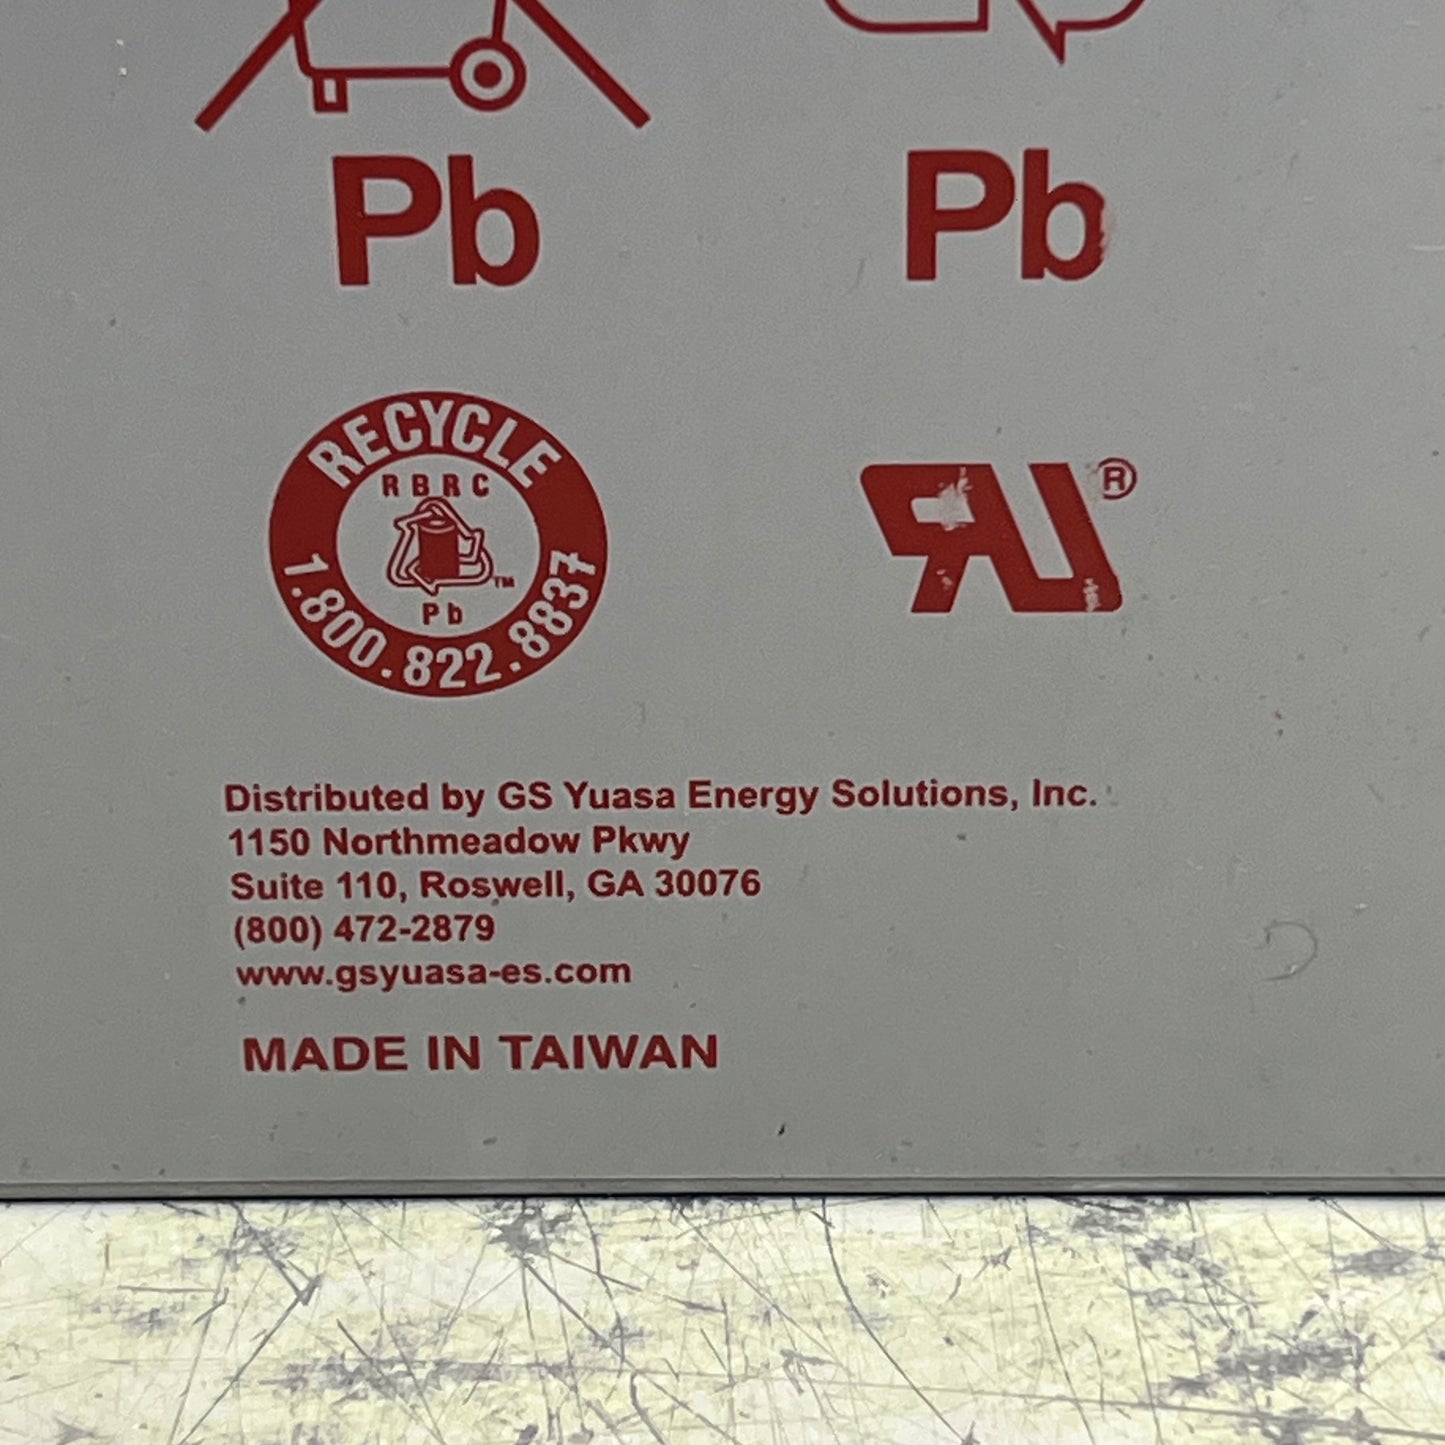 Pb
Pb
RECYCLE
RBRC
TM
Pb
1.800.822.8837
RU®
Distributed by GS Yuasa Energy Solutions, Inc.
1150 Northmeadow Pkwy
Suite 110, Roswell, GA 30076
(800) 472-2879
www.gsyuasa-es.com
MADE IN TAIWAN